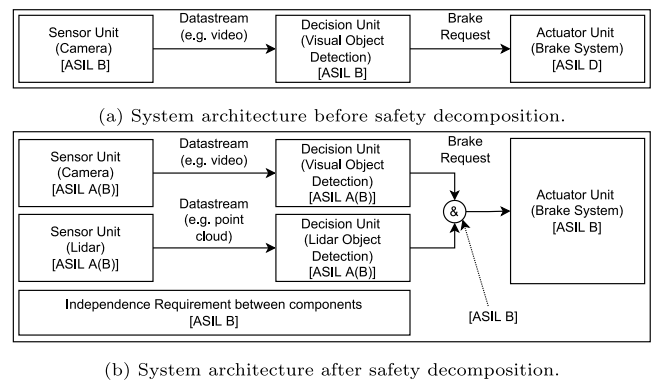 Sensor Unit
(Camera)
[ASIL B]
Datastream
(e.g. video)
Decision Unit
(Visual Object
Detection)
[ASIL B]
Brake
Request
Actuator Unit
(Brake System)
[ASIL D]
(a) System architecture before safety decomposition.
Sensor Unit
(Camera)
[ASIL A(B)]
Datastream
(e.g. video)
Decision Unit
(Visual Object
Detection)
[ASIL A(B)]
Brake
Request
Sensor Unit
(Lidar)
[ASIL A(B)]
Datastream
(e.g. point
cloud)
Decision Unit
(Lidar Object
Detection)
[ASIL A(B)]
&
Actuator Unit
(Brake System)
[ASIL B]
Independence Requirement between components
[ASIL B]
[ASIL B]
(b) System architecture after safety decomposition.